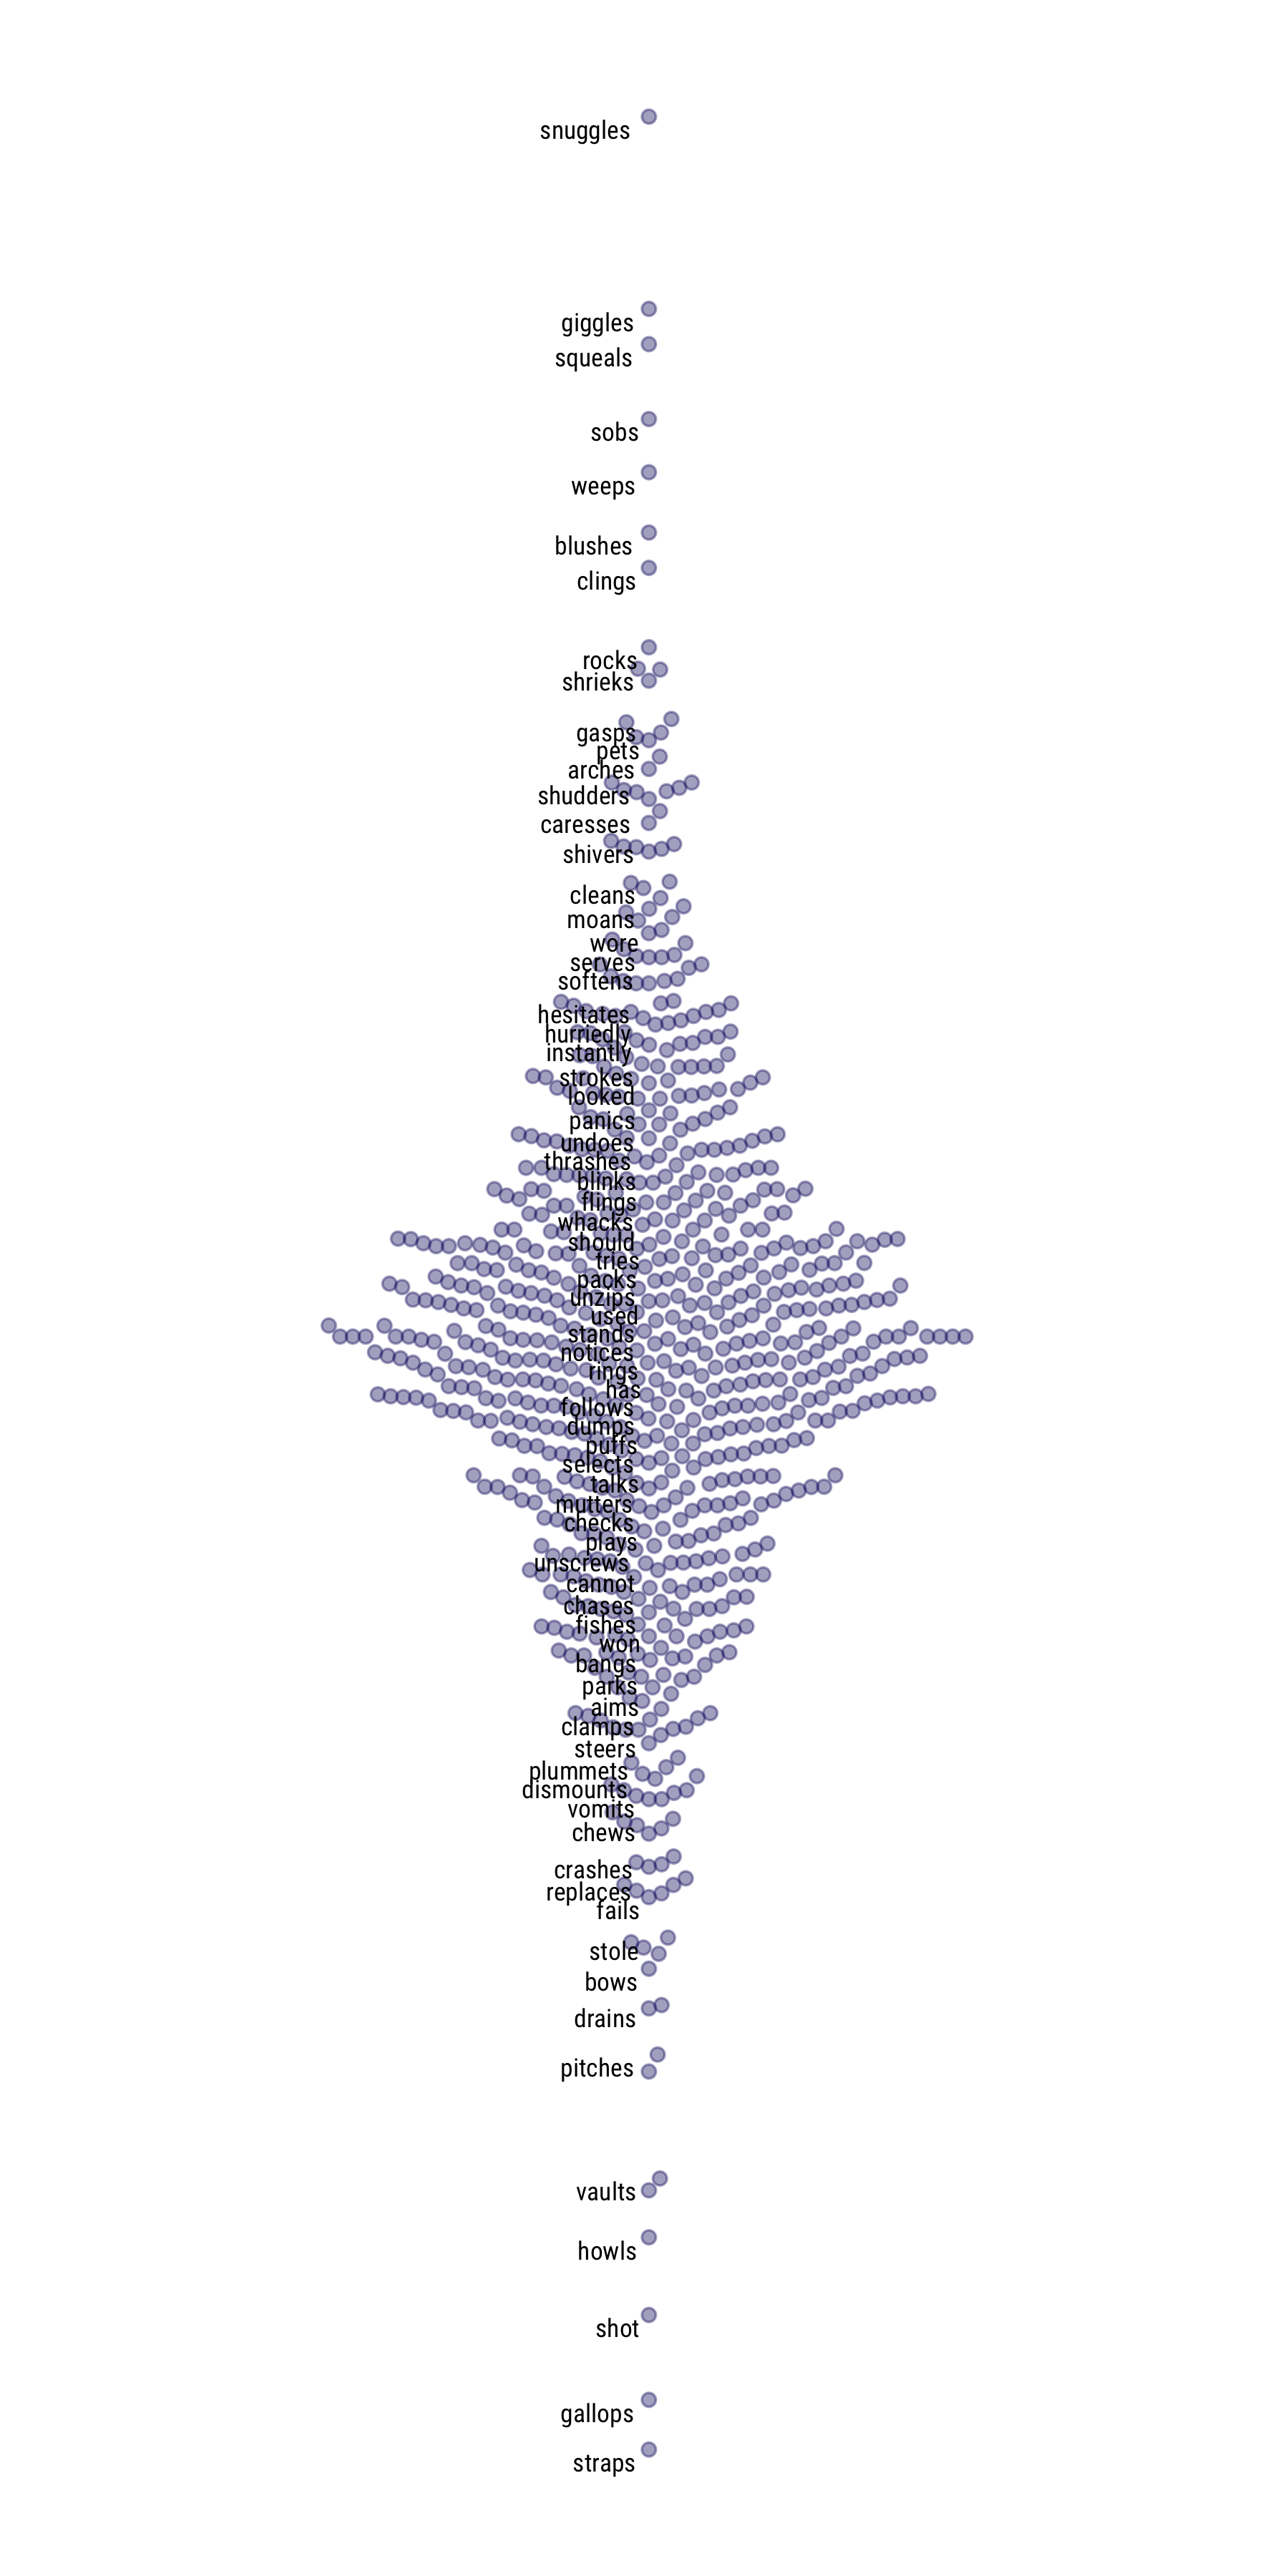 snuggles
giggles
squeals
sobs
weeps
blushes
clings
rocks
shrieks
gasps
pets
arches
shudders
caresses
shivers
cleans
moans
wore
serves
softens
hesitates
hurriedly
instantly
strokes
looked
panics
undoes
thrashes
blinks
flings
whacks
should
tries
packs
unzips
used
stands
notices
rings
has
follows
dumps
puffs
selects
talks
mutters
checks
plays
unscrews
cannot
chases
fishes
won
bangs
parks
aims
clamps
steers
plummets
dismounts
vomits
chews
crashes
replaces
fails
stole
bows
drains
pitches
vaults
howls
shot
gallops
straps